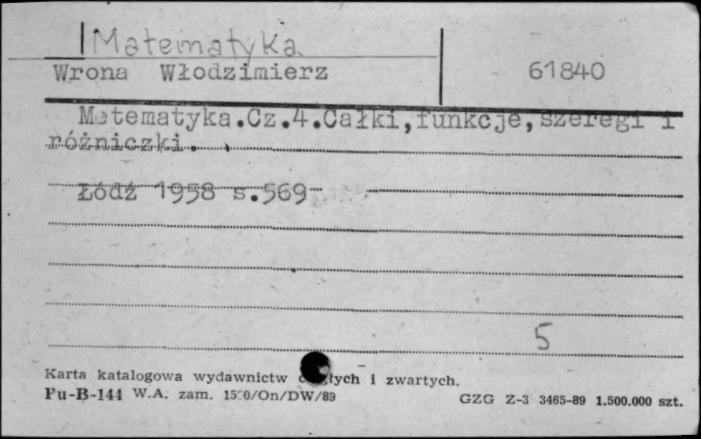 Matematyka
Wrona Włodzimierz
61840
Matematyka.Cz.4.Całki,funkcje,szeregi i
różniczki.
Łódź 1958 s.569
5
Karta katalogowa wydawnictw ciągłych i zwartych.
Pu-B-144 W.A. zam. /On/DW/89
GZG Z-3 3465-89 1.500.000 szt.